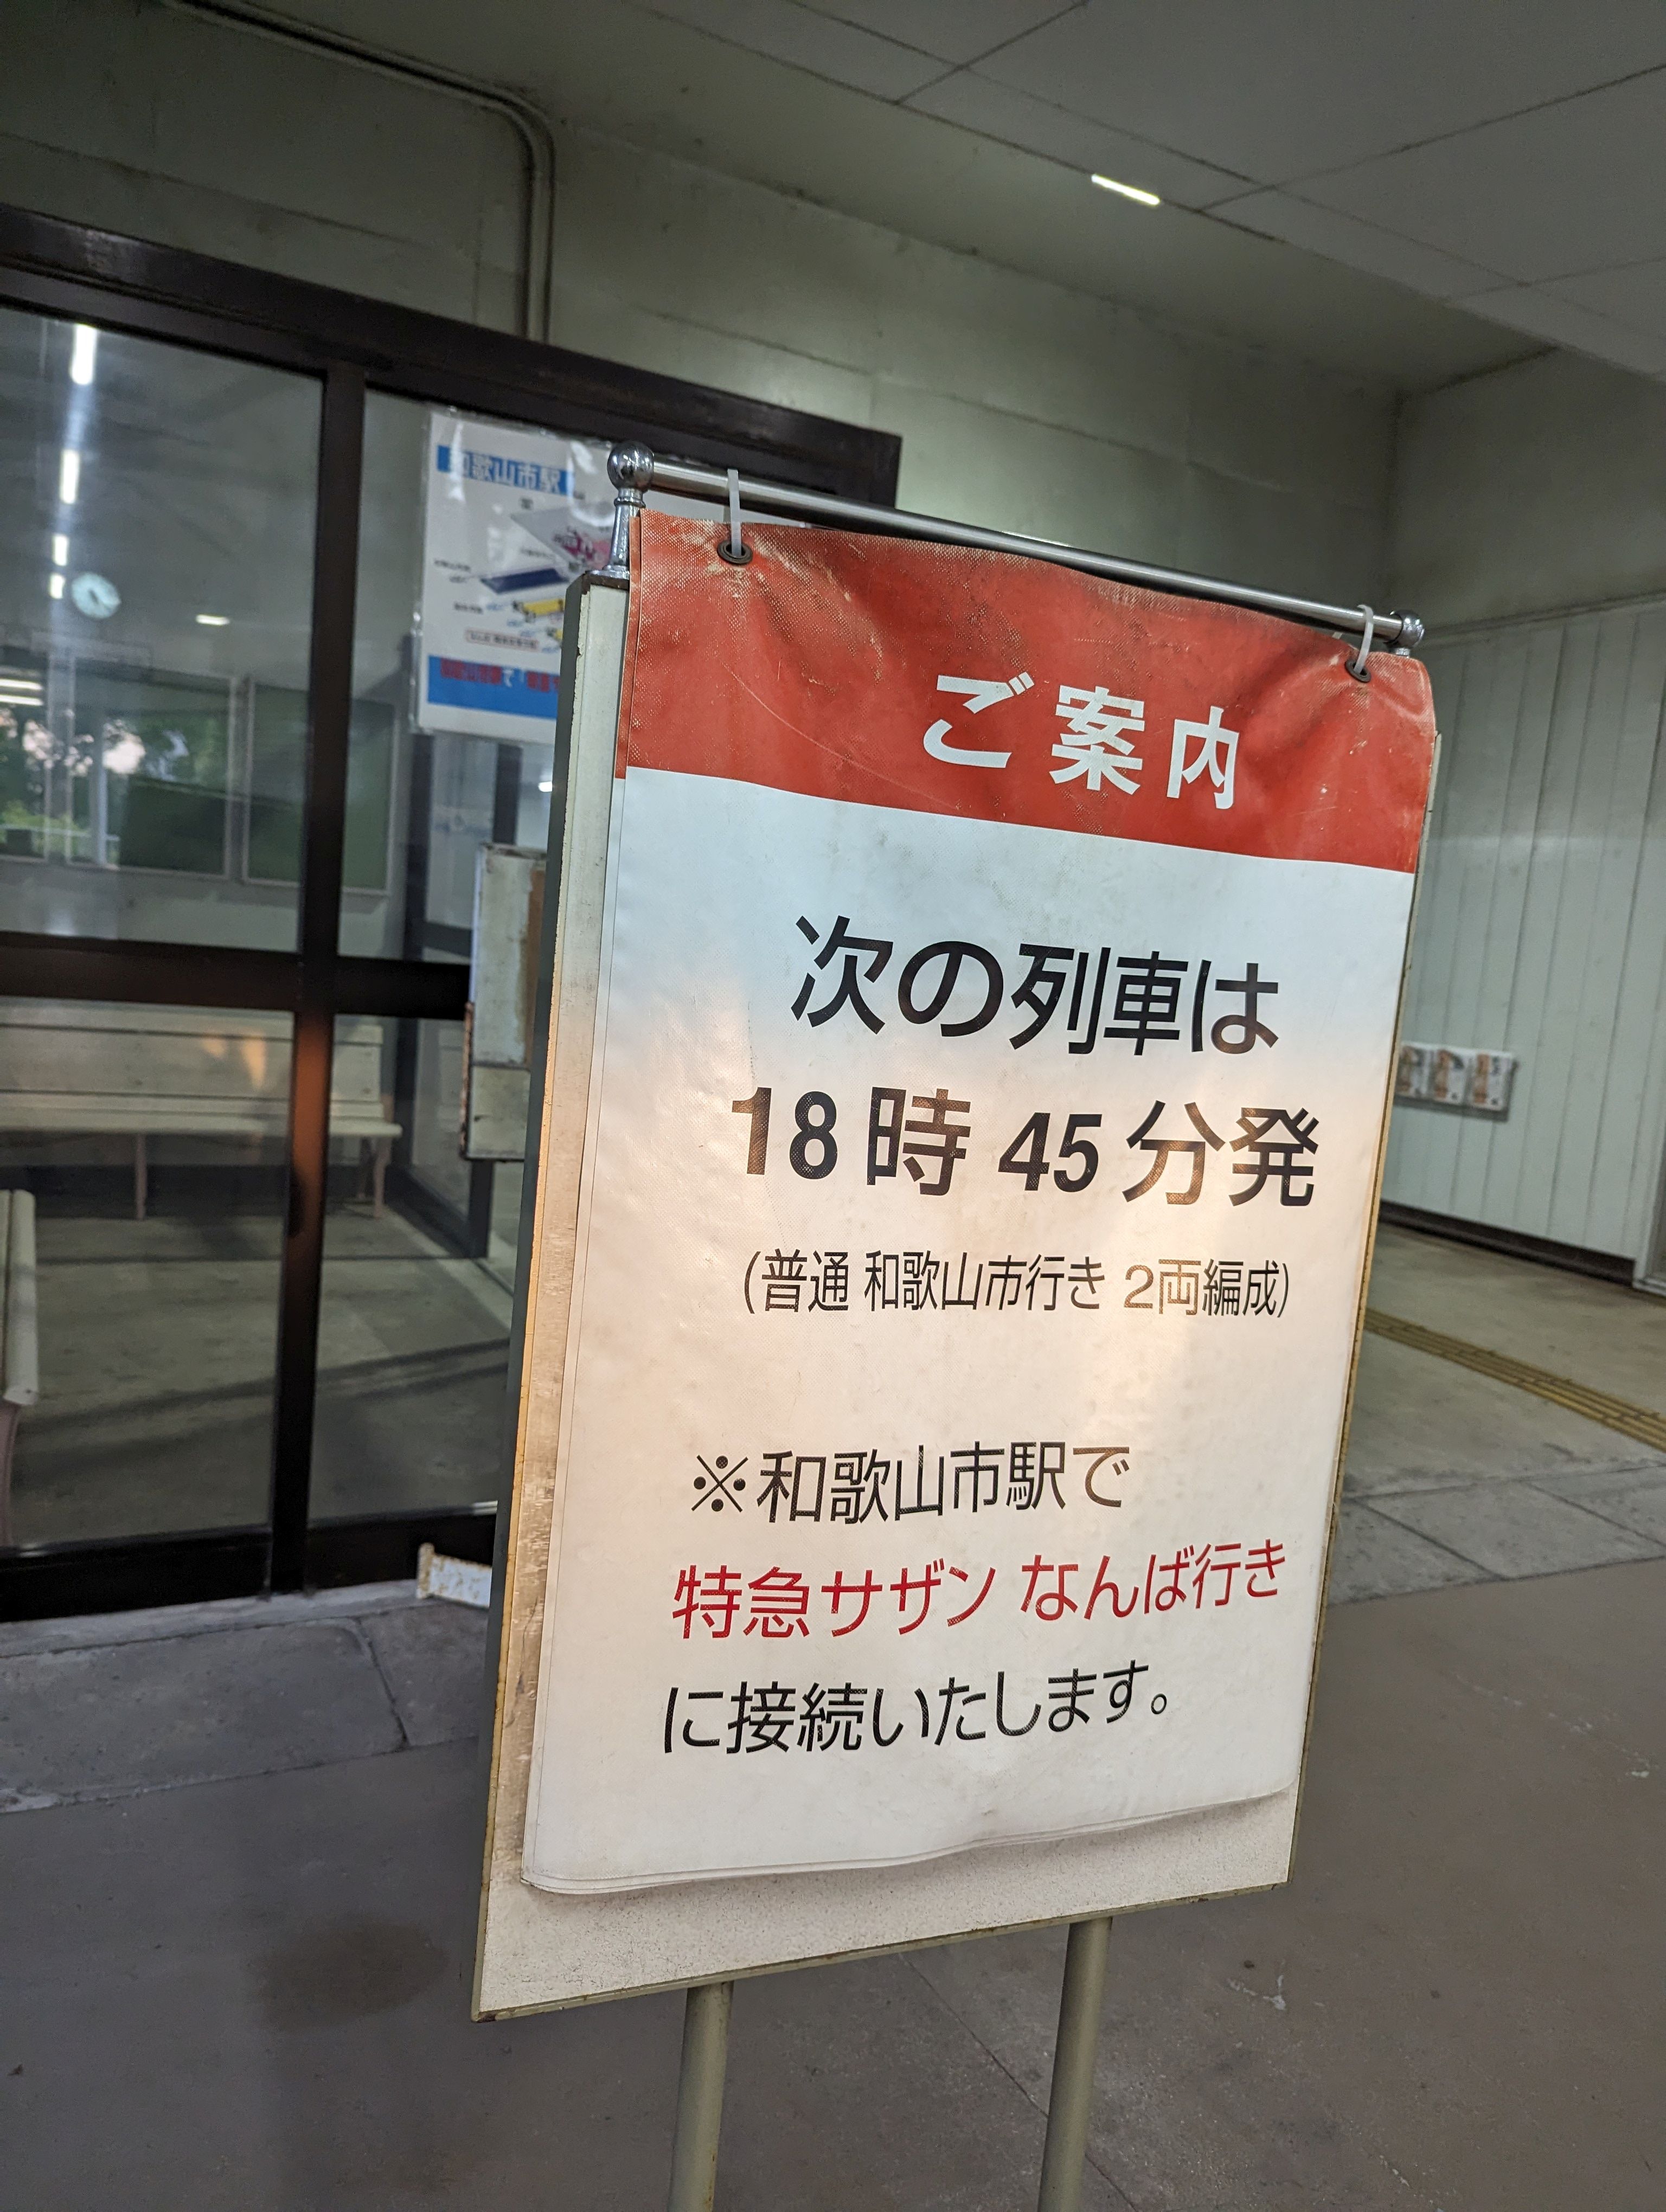 和歌山市駅
ご案内
次の列車は
18時45分発
(普通 和歌山市行き 2両編成)
※和歌山市駅で
特急サザン なんば行き
に接続いたします。